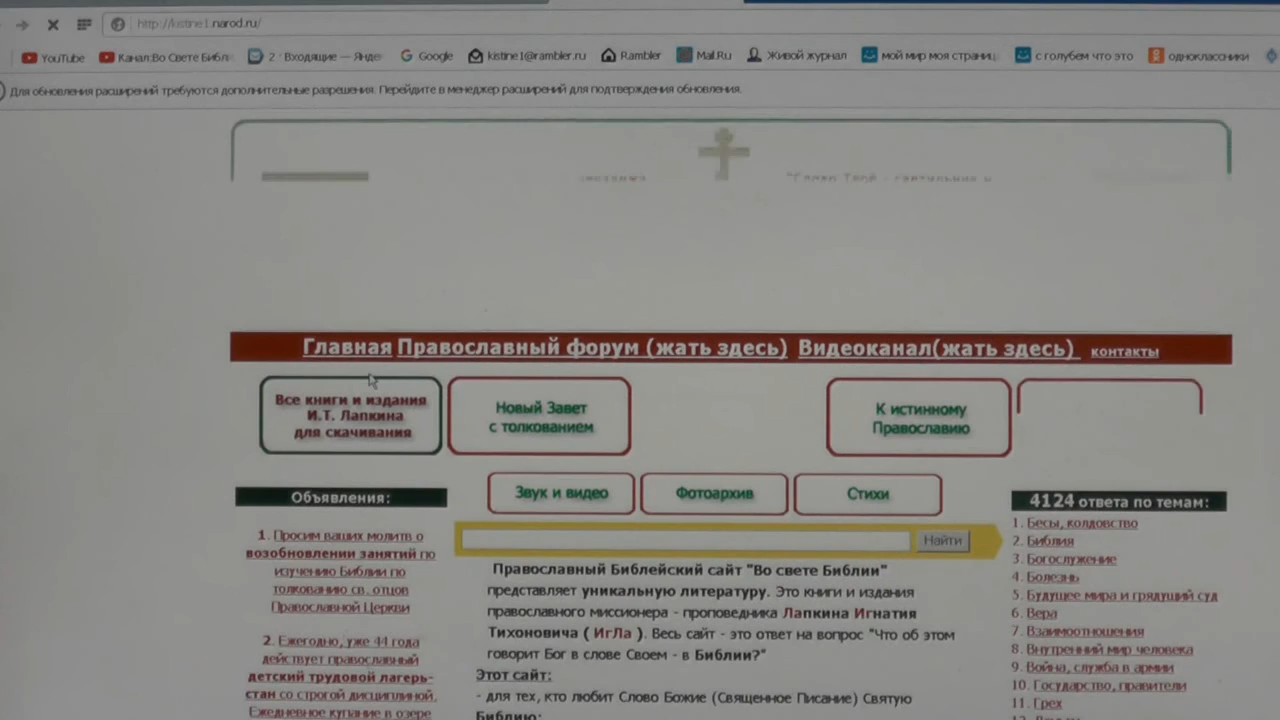 http://kistine1.narod.ru/
YouTube Канал:Во Свете Библ 2 · Входящие — Янде Google kistine1@rambler.ru Rambler Mail.Ru Живой журнал мой мир моя страниц с голубем что это одноклассники
Для обновления расширений требуются дополнительные разрешения. Перейдите в менеджер расширений для подтверждения обновления.
Главная Православный форум (жать здесь) Видеоканал(жать здесь) контакты
Все книги и издания
И.Т. Лапкина
для скачивания
Новый Завет
с толкованием
К истинному
Православию
Звук и видео
Фотоархив
Стихи
Объявления:
1. Просим ваших молитв о
возобновлении занятий по
изучению Библии по
толкованию св. отцов
Православной Церкви
2. Ежегодно, уже 44 года
действует православный
детский трудовой лагерь-
стан со строгой дисциплиной.
Ежедневное купание в озере
Найти
Православный Библейский сайт "Во свете Библии"
представляет уникальную литературу. Это книги и издания
православного миссионера - проповедника Лапкина Игнатия
Тихоновича ( ИгЛа ). Весь сайт - это ответ на вопрос "Что об этом
говорит Бог в слове Своем - в Библии?"
Этот сайт:
- для тех, кто любит Слово Божие (Священное Писание) Святую
Библию;
4124 ответа по темам:
1. Бесы, колдовство
2. Библия
3. Богослужение
4. Болезнь
5. Будущее мира и грядущий суд
6. Вера
7. Взаимоотношения
8. Внутренний мир человека
9. Война, служба в армии
10. Государство, правители
11. Грех